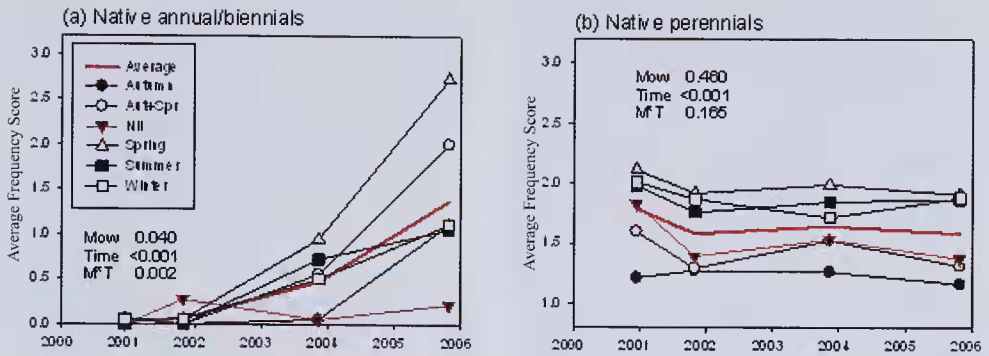 (a) Native annual/biennials
Average Frequency Score
3.0
2.5
2.0
1.5
1.0
0.5
0.0
Average
Autumn
Aut+Spr
Nil
Spring
Summer
Winter
Mow 0.040
Time <0.001
M*T 0.002
2000 2001 2002 2003 2004 2005 2006
(b) Native perennials
Average Frequency Score
3.0
2.5
2.0
1.5
1.0
Mow 0.460
Time <0.001
M*T 0.165
2000 2001 2002 2003 2004 2005 2006